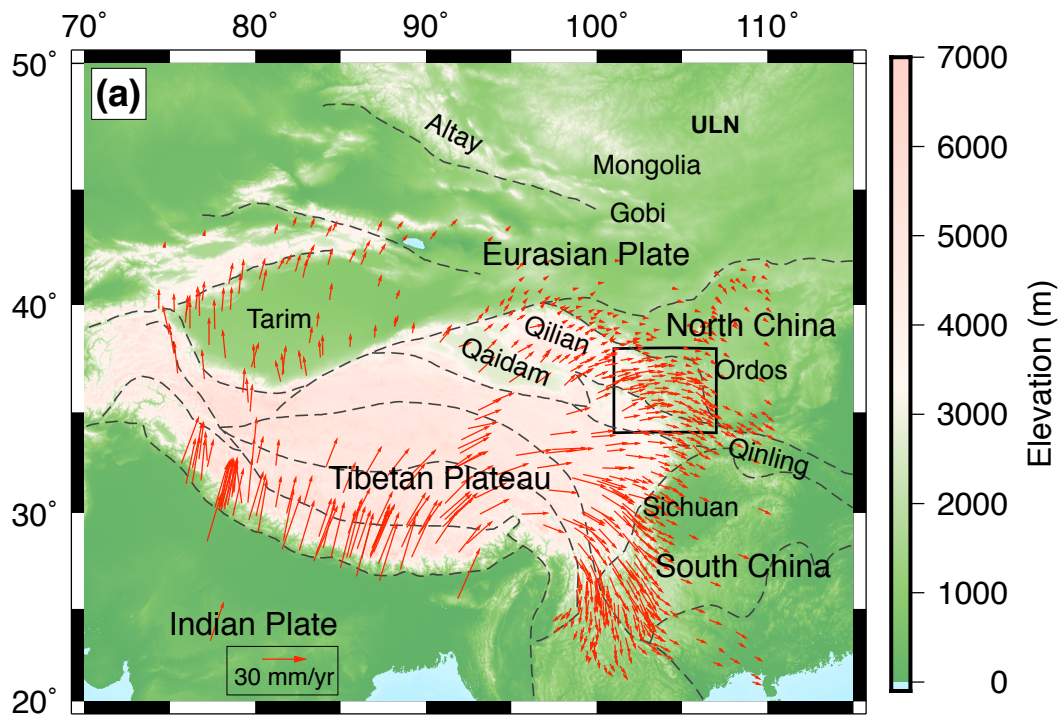 70° 80° 90° 100° 110°
50°
(a)
7000
ULN
Altay
Mongolia
6000
Gobi
Eurasian Plate
5000
40°
Tarim
Qilian
North China
4000
Qaidam
Ordos
Elevation (m)
3000
Qinling
Tibetan Plateau
Sichuan
2000
30°
South China
1000
Indian Plate
30 mm/yr
0
20°